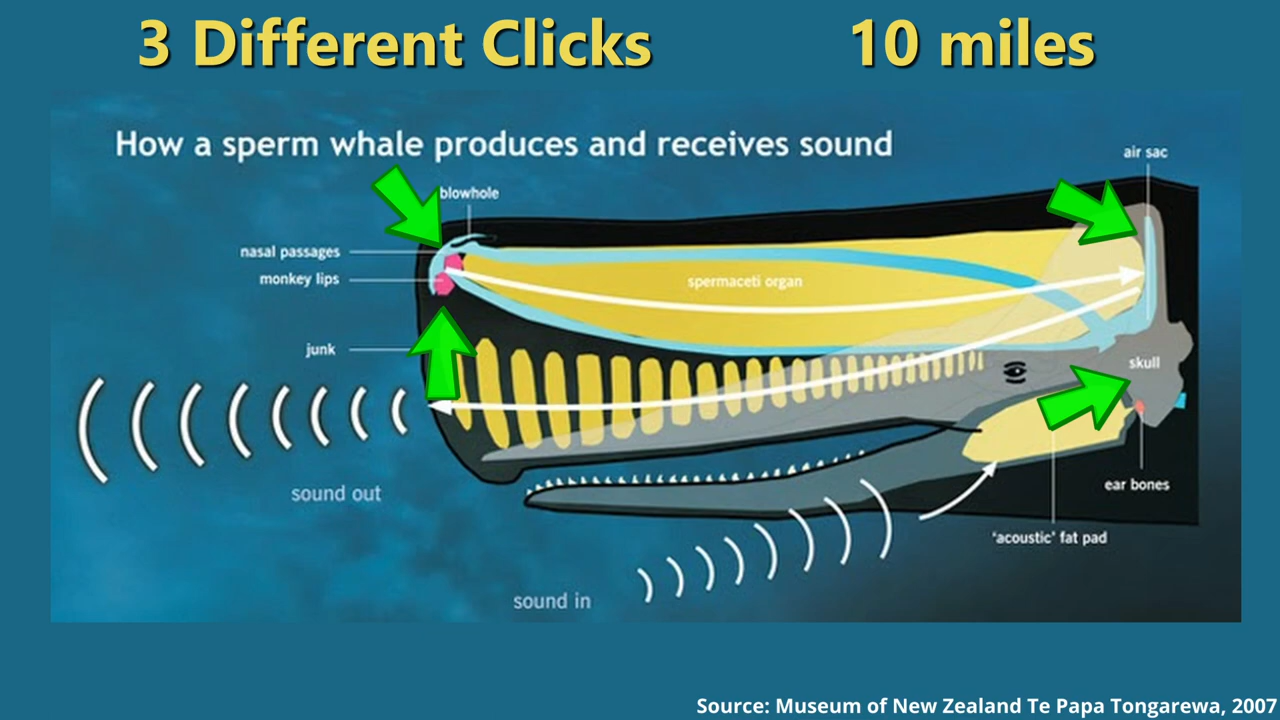 3 Different Clicks
10 miles
How a sperm whale produces and receives sound
air sac
blowhole
nasal passages
monkey lips
spermaceti organ
junk
skull
sound out
ear bones
'acoustic' fat pad
sound in
Source: Museum of New Zealand Te Papa Tongarewa, 2007